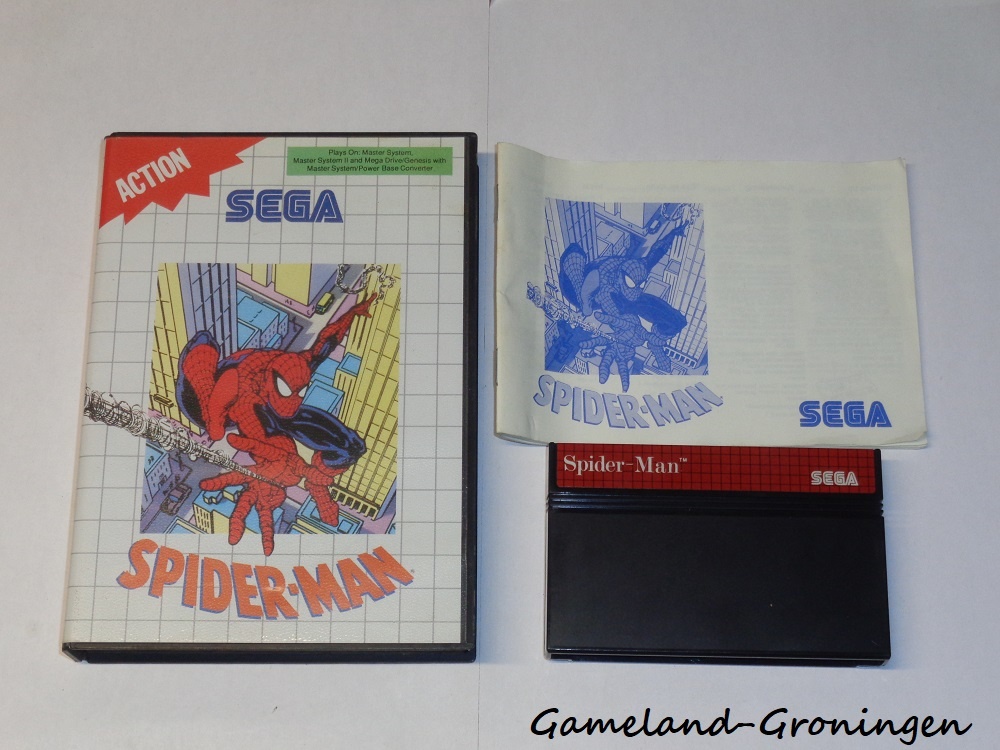 ACTION
Plays On: Master System,
Master System II and Mega Drive/Genesis with
Master System/Power Base Converter
SEGA
SPIDER-MAN
SPIDER-MAN
SEGA
Spider-Man™
SEGA
Gameland-Groningen